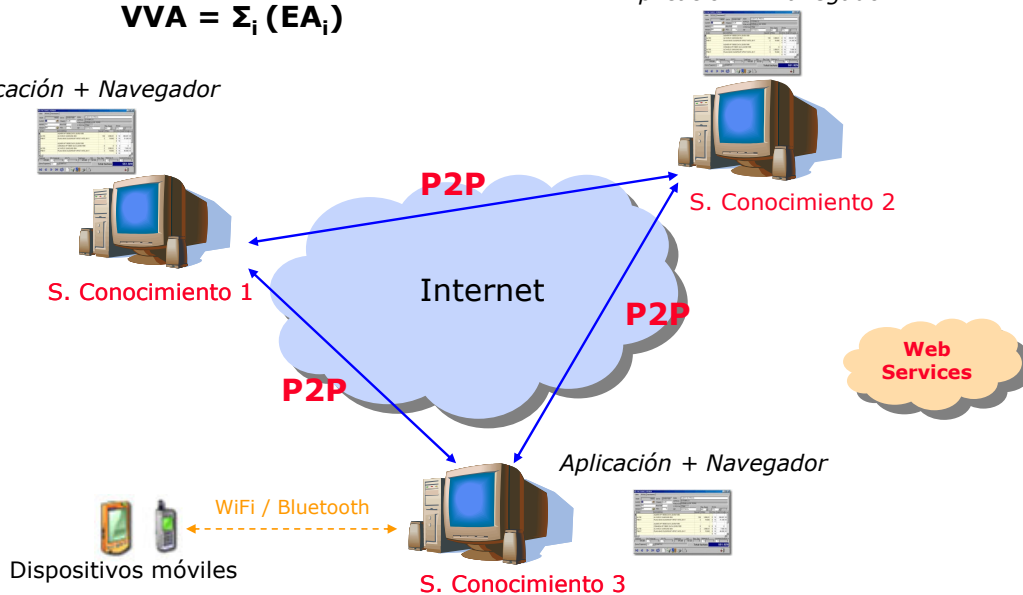 VVA = Σi (EAi)
Navegador
P2P
S. Conocimiento 2
S. Conocimiento 1
Internet
P2P
Web
Services
P2P
Aplicación + Navegador
WiFi / Bluetooth
Dispositivos móviles
S. Conocimiento 3